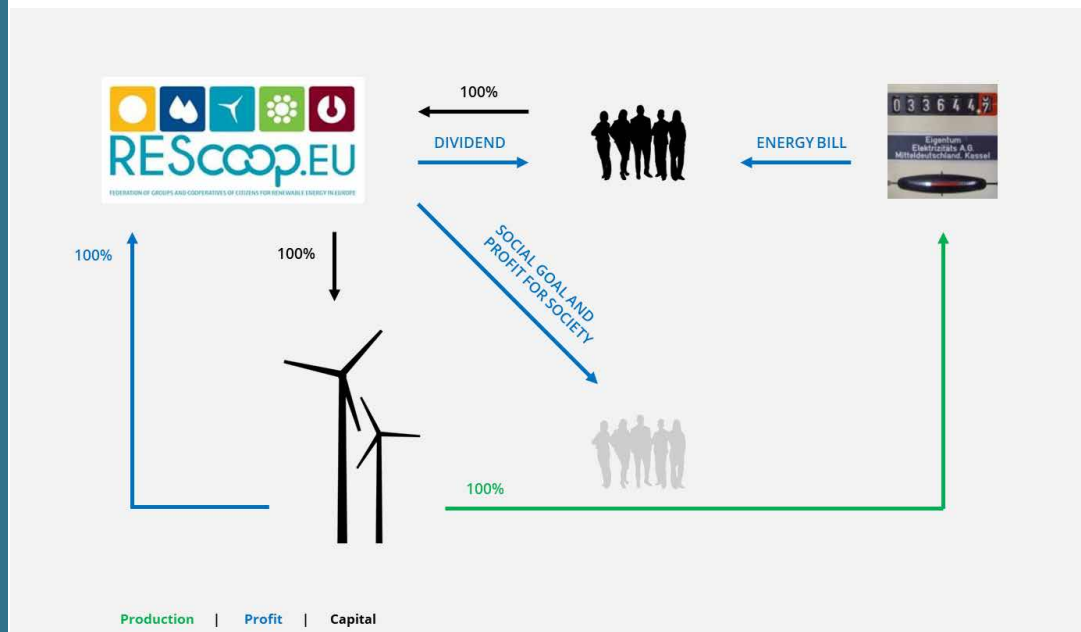 100%
DIVIDEND
ENERGY BILL
REScoop.EU
FEDERATION OF GROUPS AND COOPERATIVES OF CITIZENS FOR RENEWABLE ENERGY IN EUROPE
0 3 3 6 4 4
Eigentum
Elektrizitäts A.G.
Mitteldeutschland, Kassel
100%
100%
SOCIAL GOAL AND
PROFIT FOR SOCIETY
100%
Production | Profit | Capital